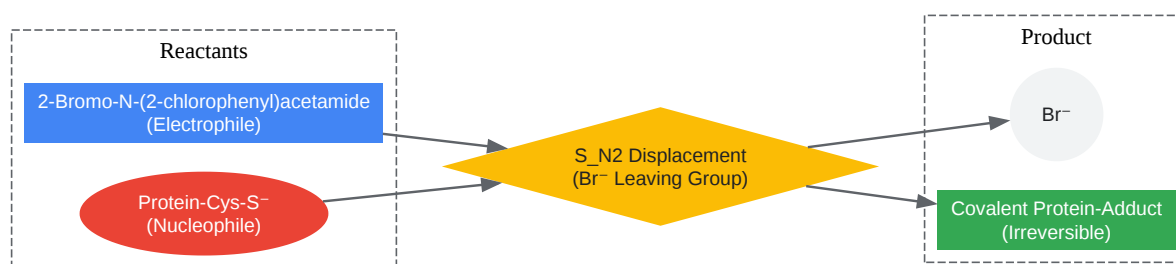 Reactants
2-Bromo-N-(2-chlorophenyl)acetamide
(Electrophile)
Protein-Cys-S⁻
(Nucleophile)
S_N2 Displacement
(Br⁻ Leaving Group)
Product
Br⁻
Covalent Protein-Adduct
(Irreversible)